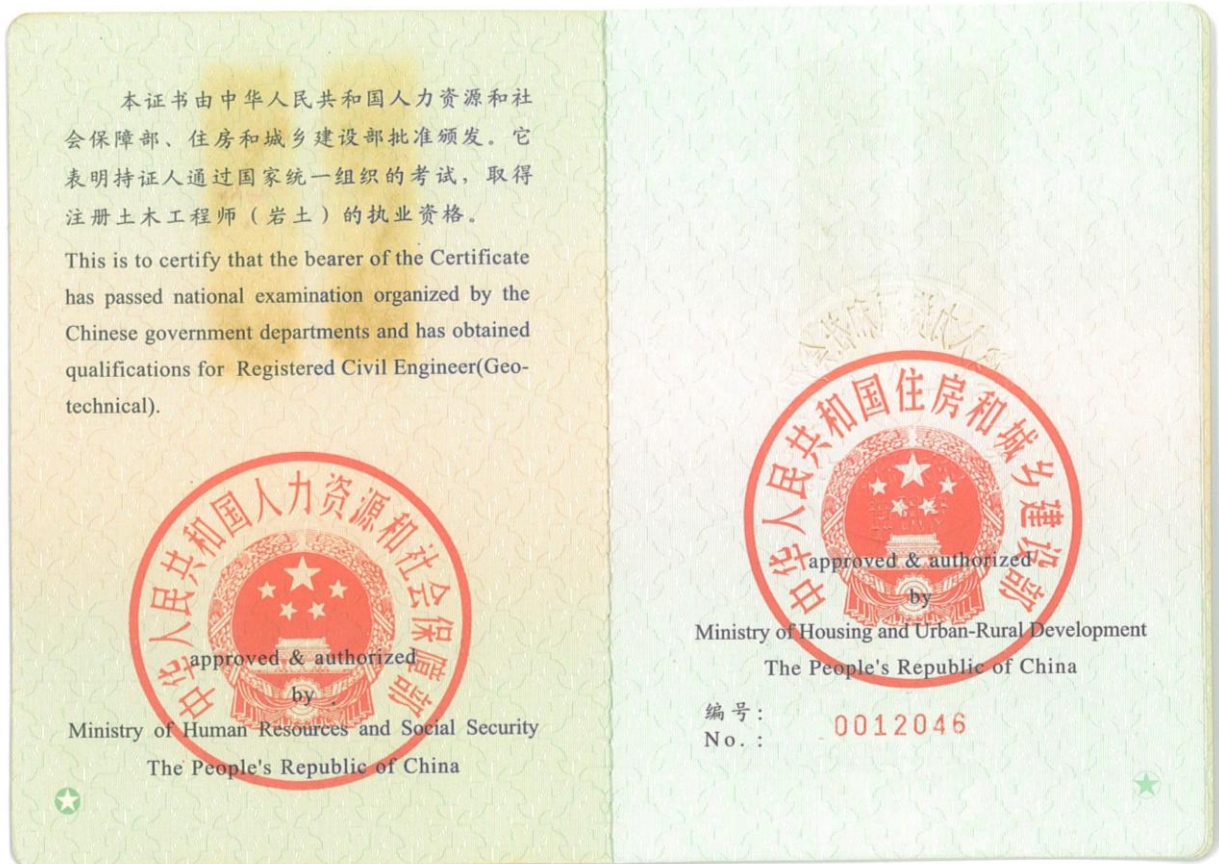 本证书由中华人民共和国人力资源和社
会保障部、住房和城乡建设部批准颁发。它
表明持证人通过国家统一组织的考试，取得
注册土木工程师（岩土）的执业资格。
This is to certify that the bearer of the Certificate
has passed national examination organized by the
Chinese government departments and has obtained
qualifications for Registered Civil Engineer(Geo-
technical).
中华人民共和国人力资源和社会保障部
approved & authorized
by
Ministry of Human Resources and Social Security
The People's Republic of China
中华人民共和国住房和城乡建设部
approved & authorized
by
Ministry of Housing and Urban-Rural Development
The People's Republic of China
编号：
No.： 0012046